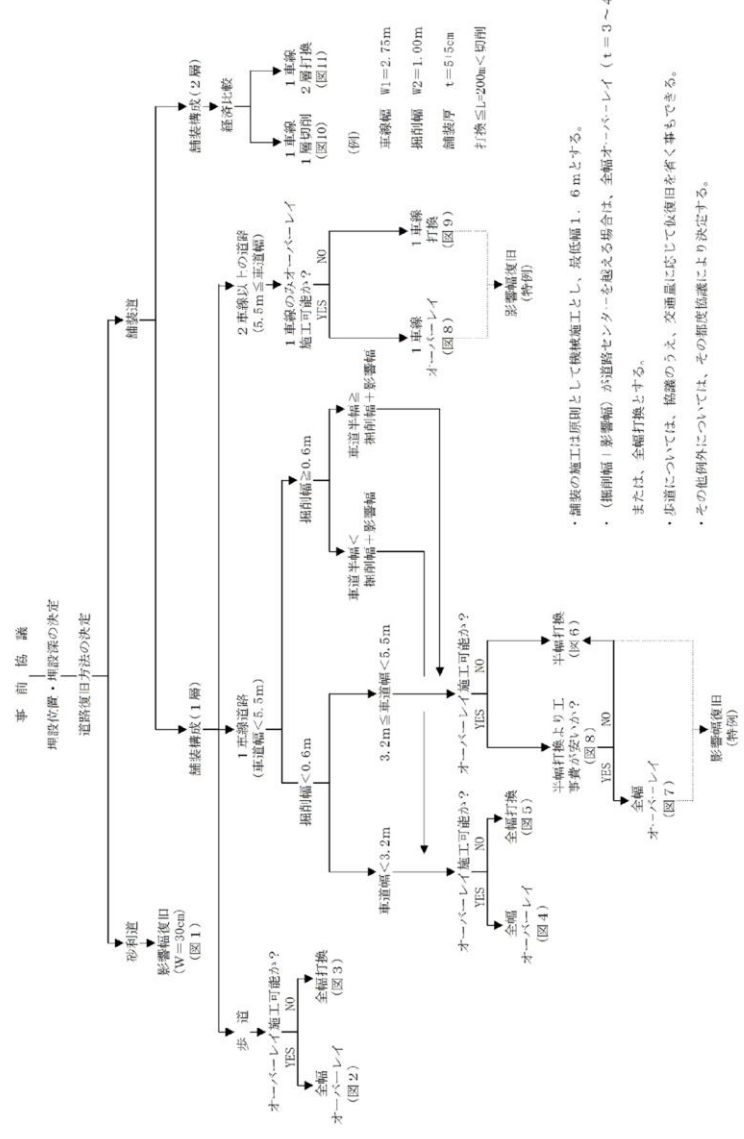 事 前 協 議
埋設位置・埋設深の決定
道路復旧方法の決定
砂利道
影響幅復旧
(W=30cm)
(図1)
舗装道
舗装構成(1層)
舗装構成(2層)
歩 道
オーバーレイ施工可能か?
YES
NO
全幅
オーバーレイ
(図2)
全幅打換
(図3)
1車線道路
(車道幅<5.5m)
掘削幅<0.6m
掘削幅≧0.6m
車道幅<3.2m
3.2m≦車道幅<5.5m
車道半幅<
掘削幅+影響幅
車道半幅≧
掘削幅+影響幅
オーバーレイ施工可能か?
YES
NO
全幅
オーバーレイ
(図4)
全幅打換
(図5)
オーバーレイ施工可能か?
YES
NO
半幅打換より工
事費が安いか?
(図8)
半幅打換
(図6)
YES
NO
全幅
オーバーレイ
(図7)
影響幅復旧
(特例)
2車線以上の道路
(5.5m≦車道幅)
1車線のみオーバーレイ
施工可能か?
YES
NO
1車線
オーバーレイ
(図8)
1車線
打換
(図9)
影響幅復旧
(特例)
経済比較
1車線
1層切削
(図10)
1車線
2層打換
(図11)
(例)
車線幅 W1=2.75m
掘削幅 W2=1.00m
舗装厚 t=5+5cm
打換≦L=200m<切削
・舗装の施工は原則として機械施工とし、最低幅1.6mとする。
・(掘削幅+影響幅)が道路センターを越える場合は、全幅オーバーレイ(t=3~4
または、全幅打換とする。
・歩道については、協議のうえ、交通量に応じて仮復旧を省く事もできる。
・その他例外については、その都度協議により決定する。